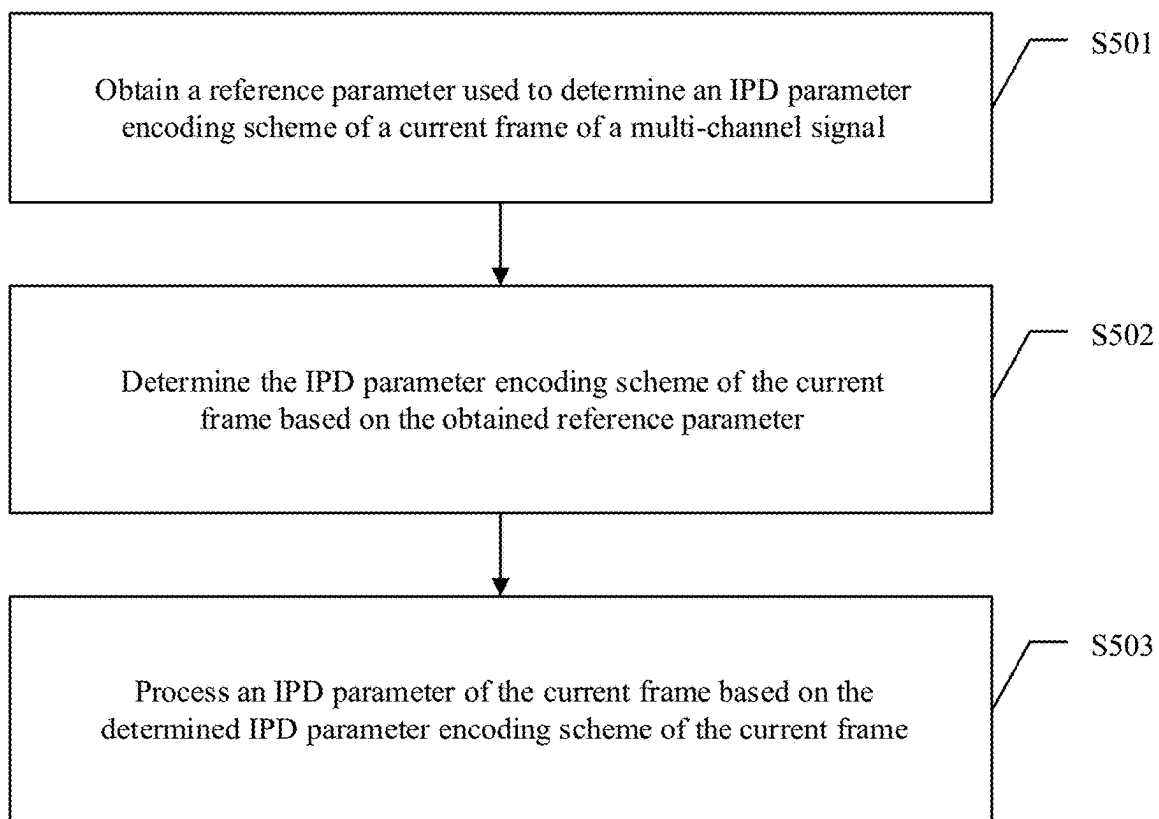 Obtain a reference parameter used to determine an IPD parameter
encoding scheme of a current frame of a multi-channel signal
S501
Determine the IPD parameter encoding scheme of the current
frame based on the obtained reference parameter
S502
Process an IPD parameter of the current frame based on the
determined IPD parameter encoding scheme of the current frame
S503